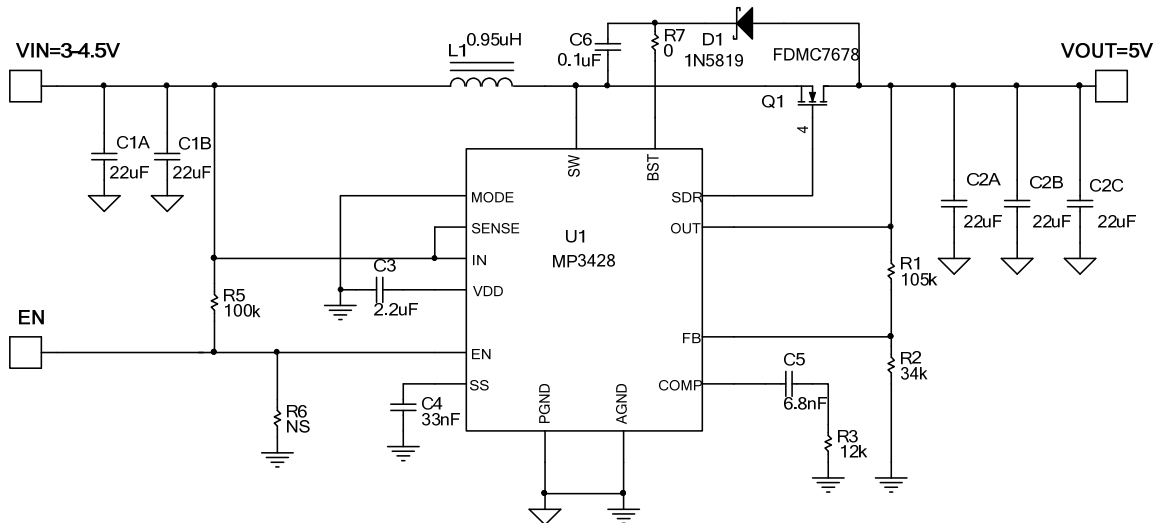 VIN=3-4.5V
L1
0.95uH
C6
0.1uF
R7
0
D1
1N5819
FDMC7678
VOUT=5V
Q1
4
C1A
22uF
C1B
22uF
SW
BST
MODE
SENSE
IN
VDD
EN
SS
U1
MP3428
SDR
OUT
FB
COMP
PGND
AGND
C2A
22uF
C2B
22uF
C2C
22uF
C3
2.2uF
R5
100k
R1
105k
EN
R6
NS
C4
33nF
C5
6.8nF
R2
34k
R3
12k